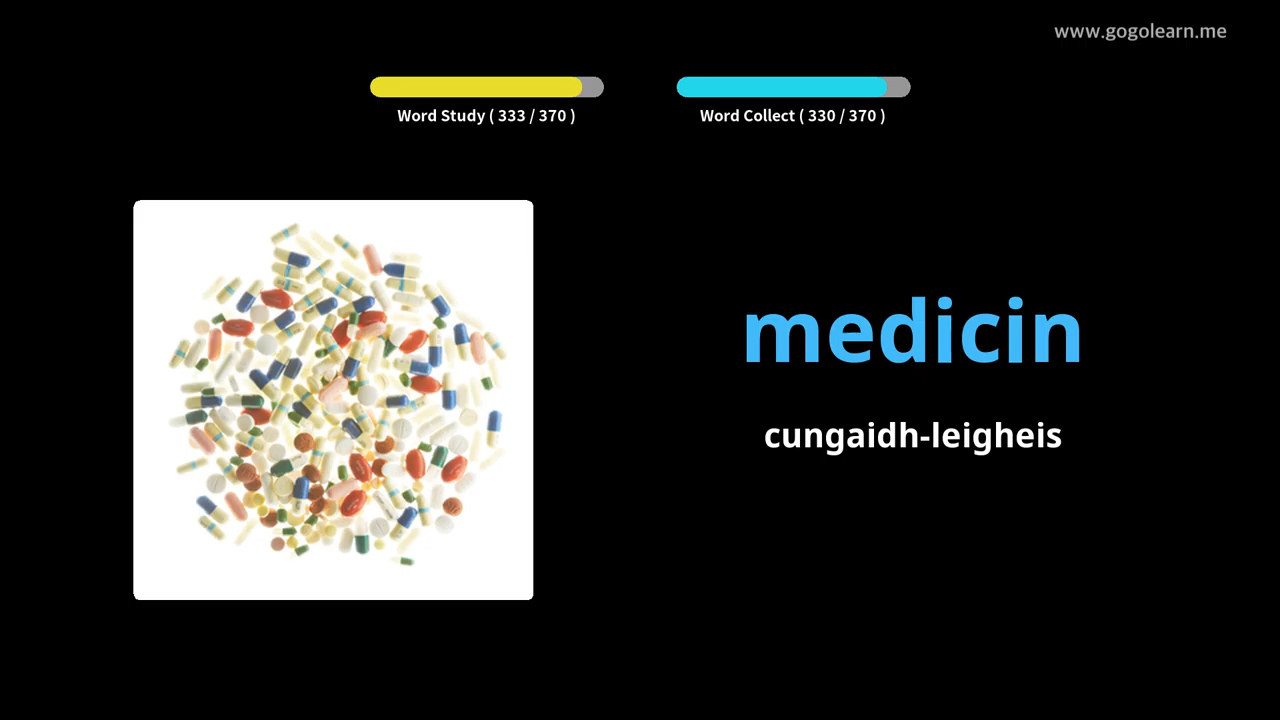 www.gogolearn.me
Word Study ( 333 / 370 )
Word Collect ( 330 / 370 )
medicin
cungaidh-leigheis